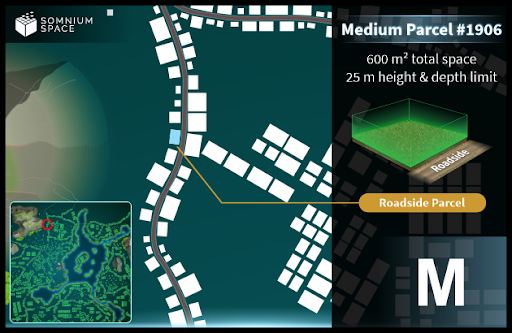 SOMNIUM
SPACE
Medium Parcel #1906
600 m² total space
25 m height & depth limit
Roadside
Roadside Parcel
M